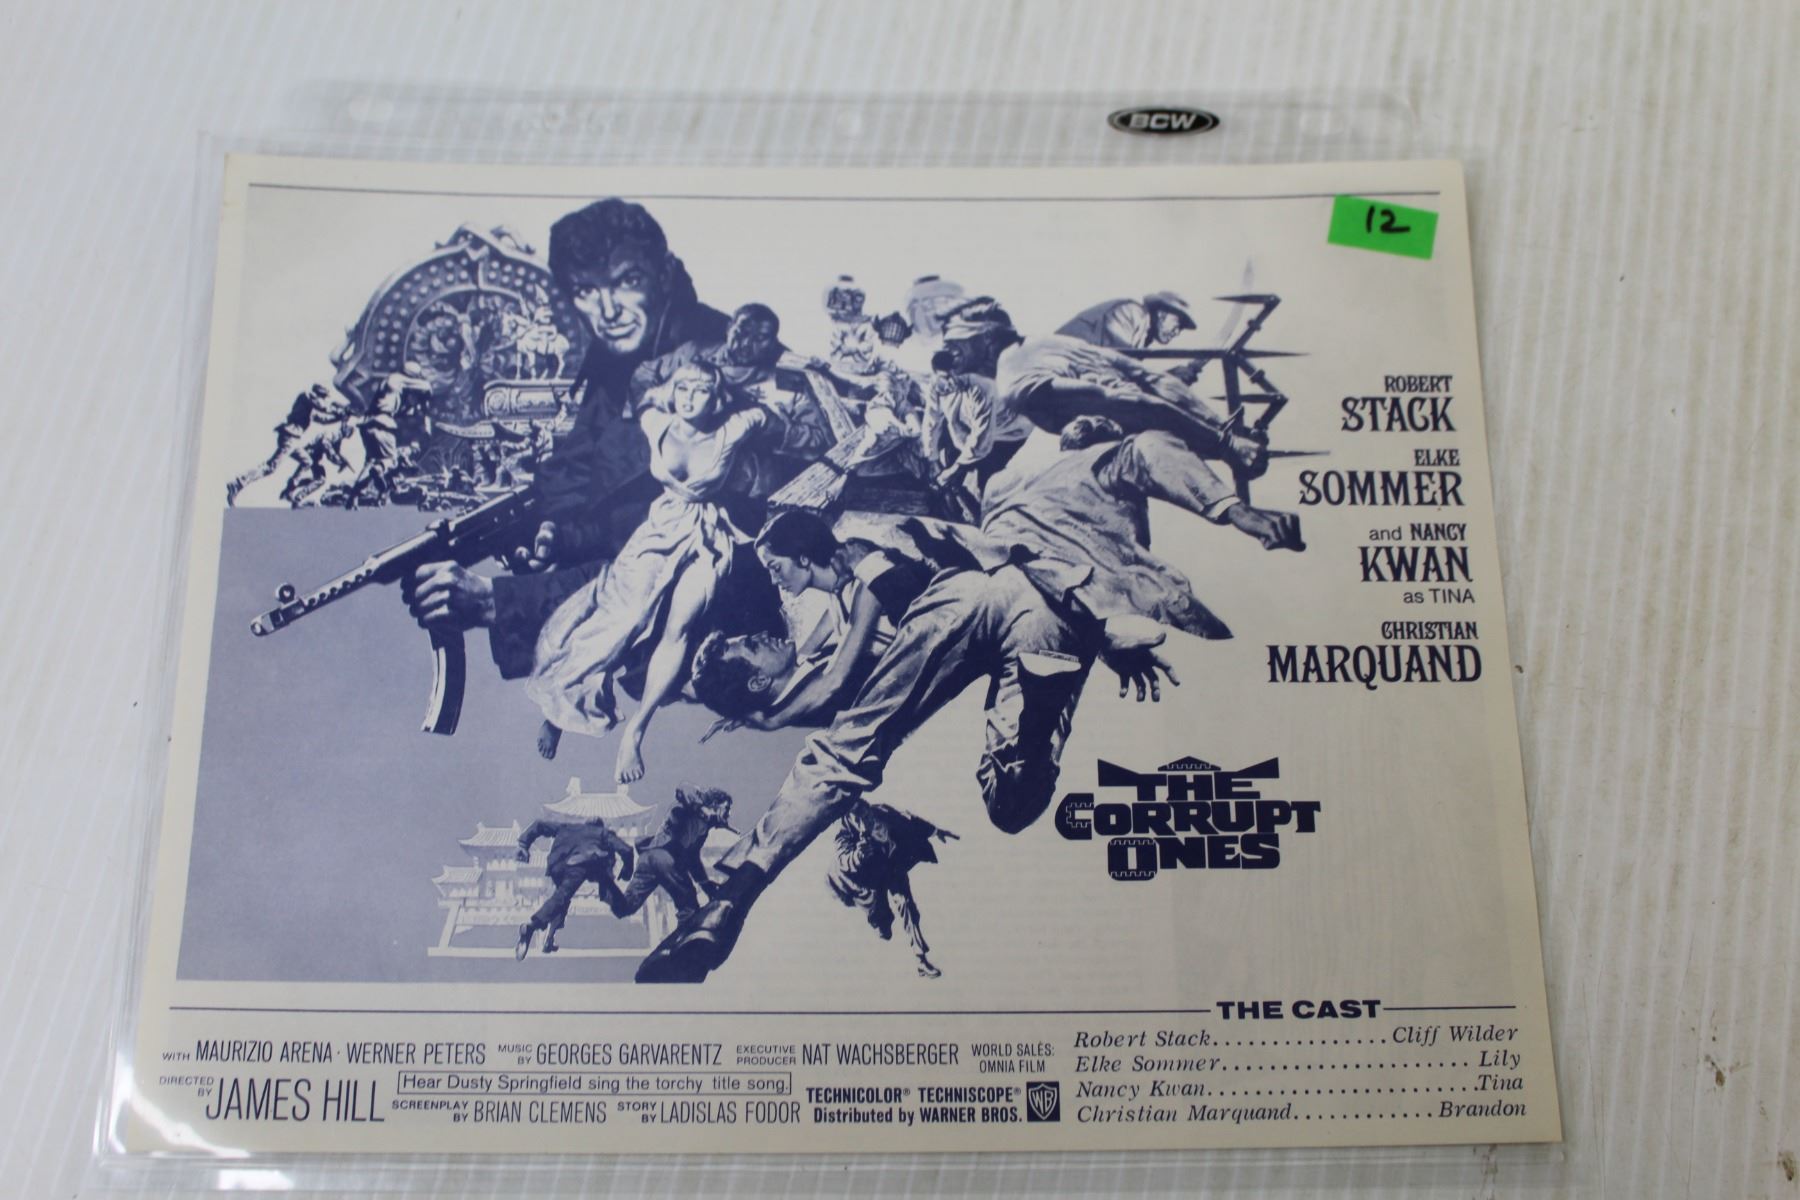 BCW
12
ROBERT
STACK
ELKE
SOMMER
and NANCY
KWAN
as TINA
CHRISTIAN
MARQUAND
THE
CORRUPT
ONES
THE CAST
Robert Stack...............Cliff Wilder
Elke Sommer......................Lily
Nancy Kwan........................Tina
Christian Marquand............Brandon
WITH MAURIZIO ARENA · WERNER PETERS MUSIC BY GEORGES GARVARENTZ EXECUTIVE PRODUCER NAT WACHSBERGER WORLD SALES: OMNIA FILM
DIRECTED BY JAMES HILL
Hear Dusty Springfield sing the torchy title song.
SCREENPLAY BY BRIAN CLEMENS STORY BY LADISLAS FODOR
TECHNICOLOR® TECHNISCOPE®
Distributed by WARNER BROS.
WB